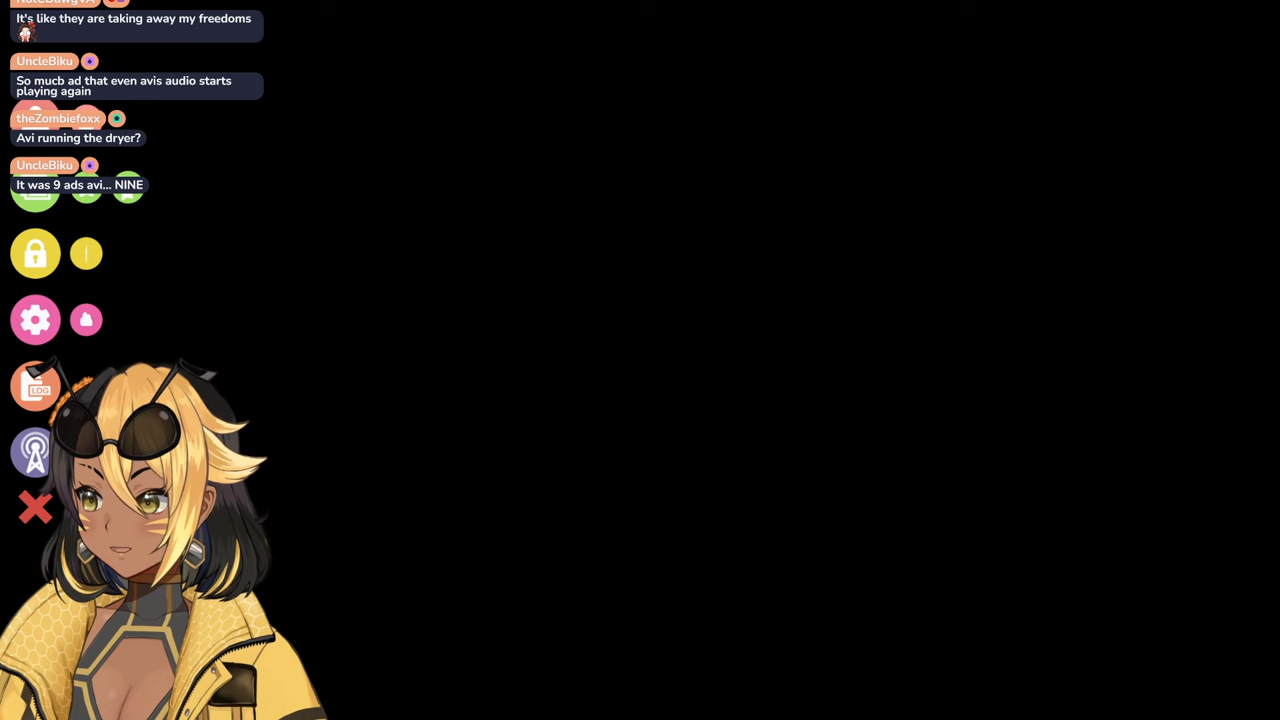 It's like they are taking away my freedoms
UncleBiku
So mucb ad that even avis audio starts
playing again
theZombiefoxx
Avi running the dryer?
UncleBiku
It was 9 ads avi... NINE
LOG